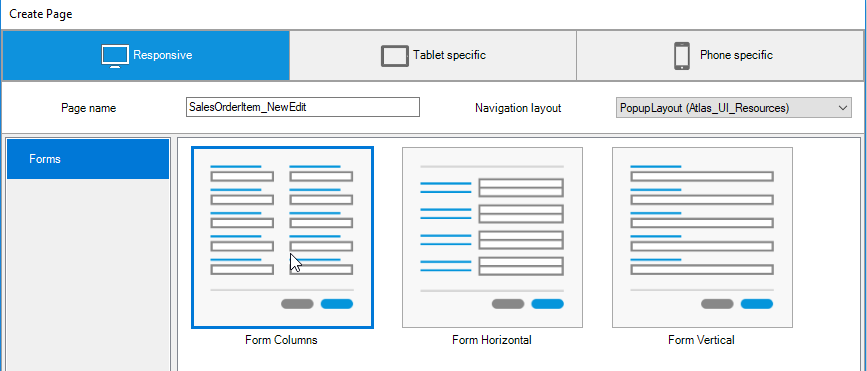 Create Page
Responsive
Tablet specific
Phone specific
Page name
SalesOrderItem_NewEdit
Navigation layout
PopupLayout (Atlas_UI_Resources)
Forms
Form Columns
Form Horizontal
Form Vertical